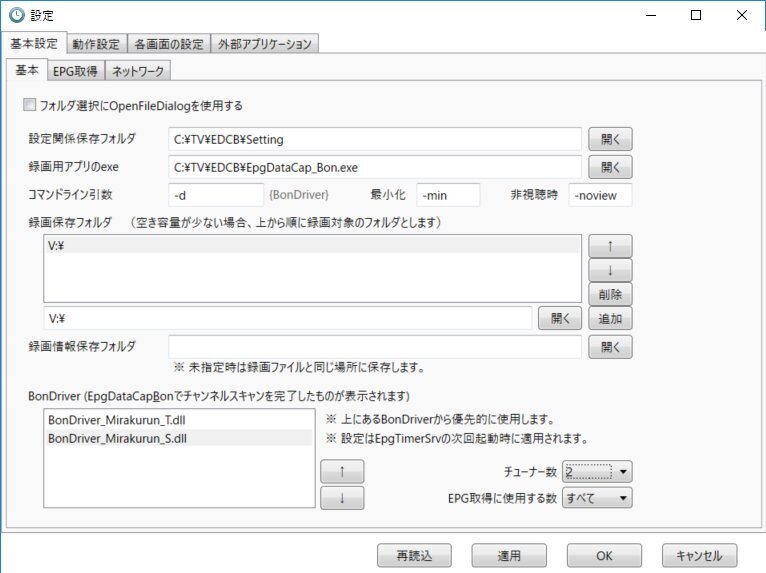 設定
基本設定 動作設定 各画面の設定 外部アプリケーション
基本 EPG取得 ネットワーク
フォルダ選択にOpenFileDialogを使用する
設定関係保存フォルダ C:¥TV¥EDCB¥Setting 開く
録画用アプリのexe C:¥TV¥EDCB¥EpgDataCap_Bon.exe 開く
コマンドライン引数 -d {BonDriver} 最小化 -min 非視聴時 -noview
録画保存フォルダ （空き容量が少ない場合、上から順に録画対象のフォルダとします）
V:¥ ↑
↓
削除
V:¥ 開く 追加
録画情報保存フォルダ 開く
※ 未指定時は録画ファイルと同じ場所に保存します。
BonDriver (EpgDataCapBonでチャンネルスキャンを完了したものが表示されます)
BonDriver_Mirakurun_T.dll ※ 上にあるBonDriverから優先的に使用します。
BonDriver_Mirakurun_S.dll ※ 設定はEpgTimerSrvの次回起動時に適用されます。
↑ チューナー数 2
↓ EPG取得に使用する数 すべて
再読込 適用 OK キャンセル